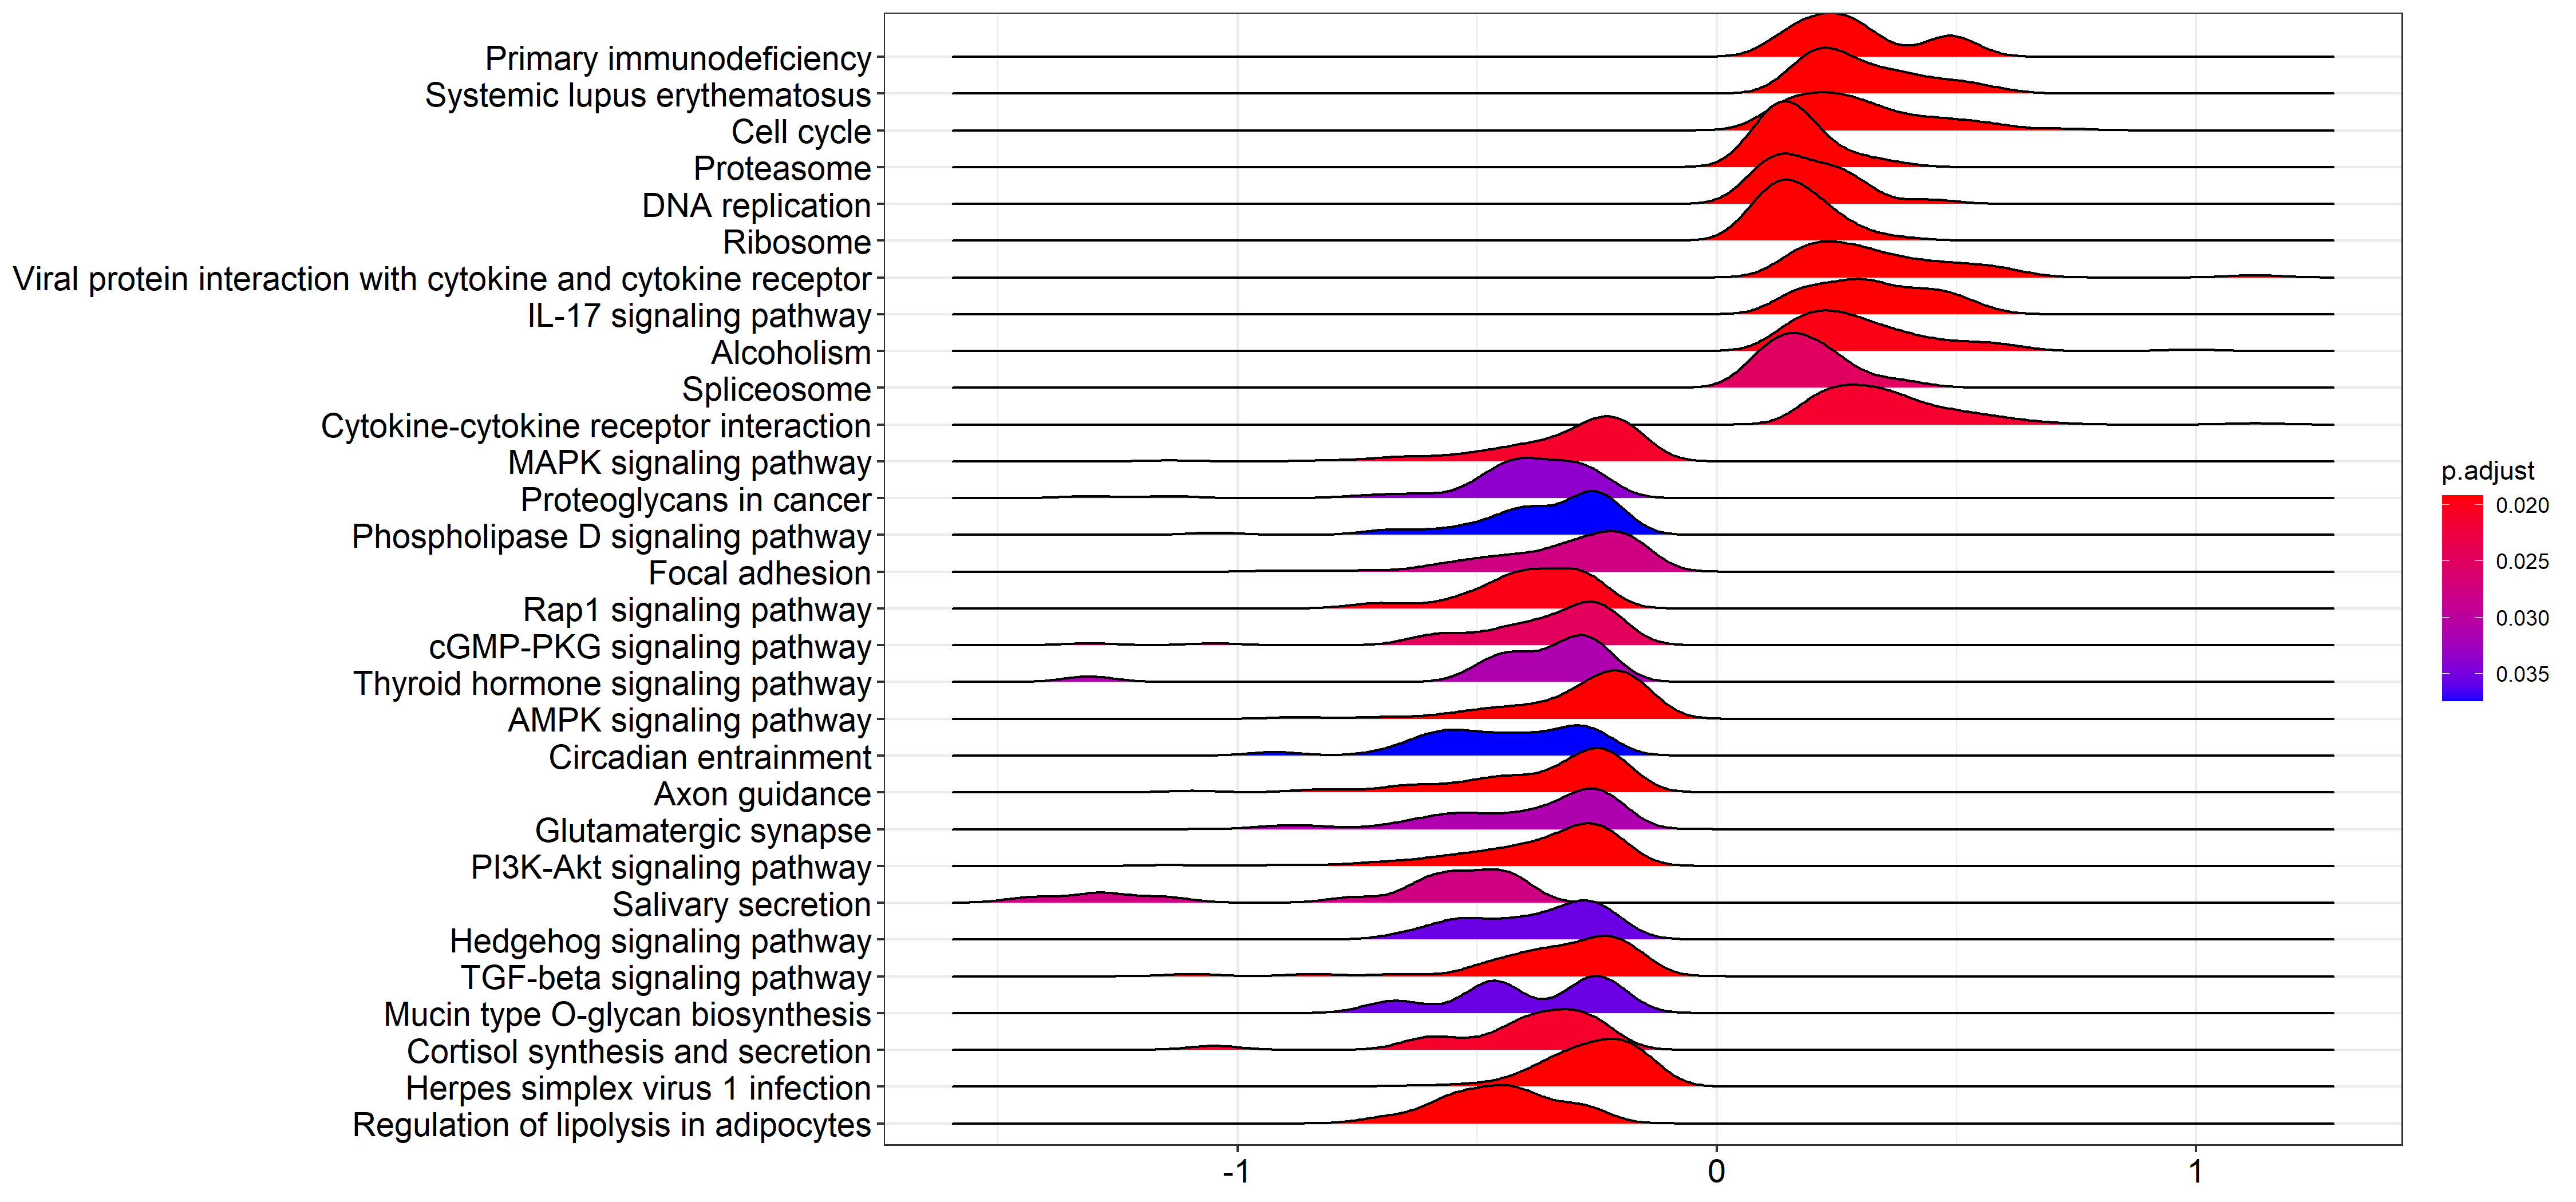 Primary immunodeficiency
Systemic lupus erythematosus
Cell cycle
Proteasome
DNA replication
Ribosome
Viral protein interaction with cytokine and cytokine receptor
IL-17 signaling pathway
Alcoholism
Spliceosome
Cytokine-cytokine receptor interaction
MAPK signaling pathway
Proteoglycans in cancer
Phospholipase D signaling pathway
Focal adhesion
Rap1 signaling pathway
cGMP-PKG signaling pathway
Thyroid hormone signaling pathway
AMPK signaling pathway
Circadian entrainment
Axon guidance
Glutamatergic synapse
PI3K-Akt signaling pathway
Salivary secretion
Hedgehog signaling pathway
TGF-beta signaling pathway
Mucin type O-glycan biosynthesis
Cortisol synthesis and secretion
Herpes simplex virus 1 infection
Regulation of lipolysis in adipocytes
-1 0 1
p.adjust
0.020
0.025
0.030
0.035